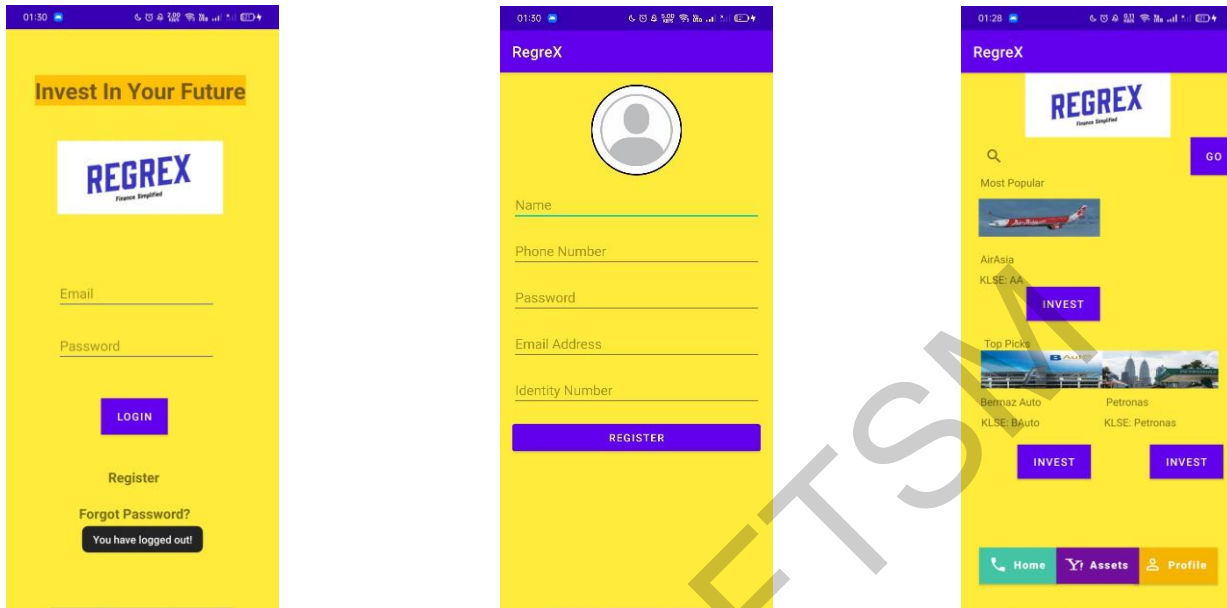 01:30
Invest In Your Future
REGREX
Finance Simplified
Email
Password
LOGIN
Register
Forgot Password?
You have logged out!
01:30
RegreX
Name
Phone Number
Password
Email Address
Identity Number
REGISTER
01:28
RegreX
REGREX
Finance Simplified
GO
Most Popular
AirAsia
KLSE: AA
INVEST
Top Picks
B Auto
Bermaz Auto Petronas
KLSE: BAuto KLSE: Petronas
INVEST INVEST
Home Y! Assets Profile
FTSM